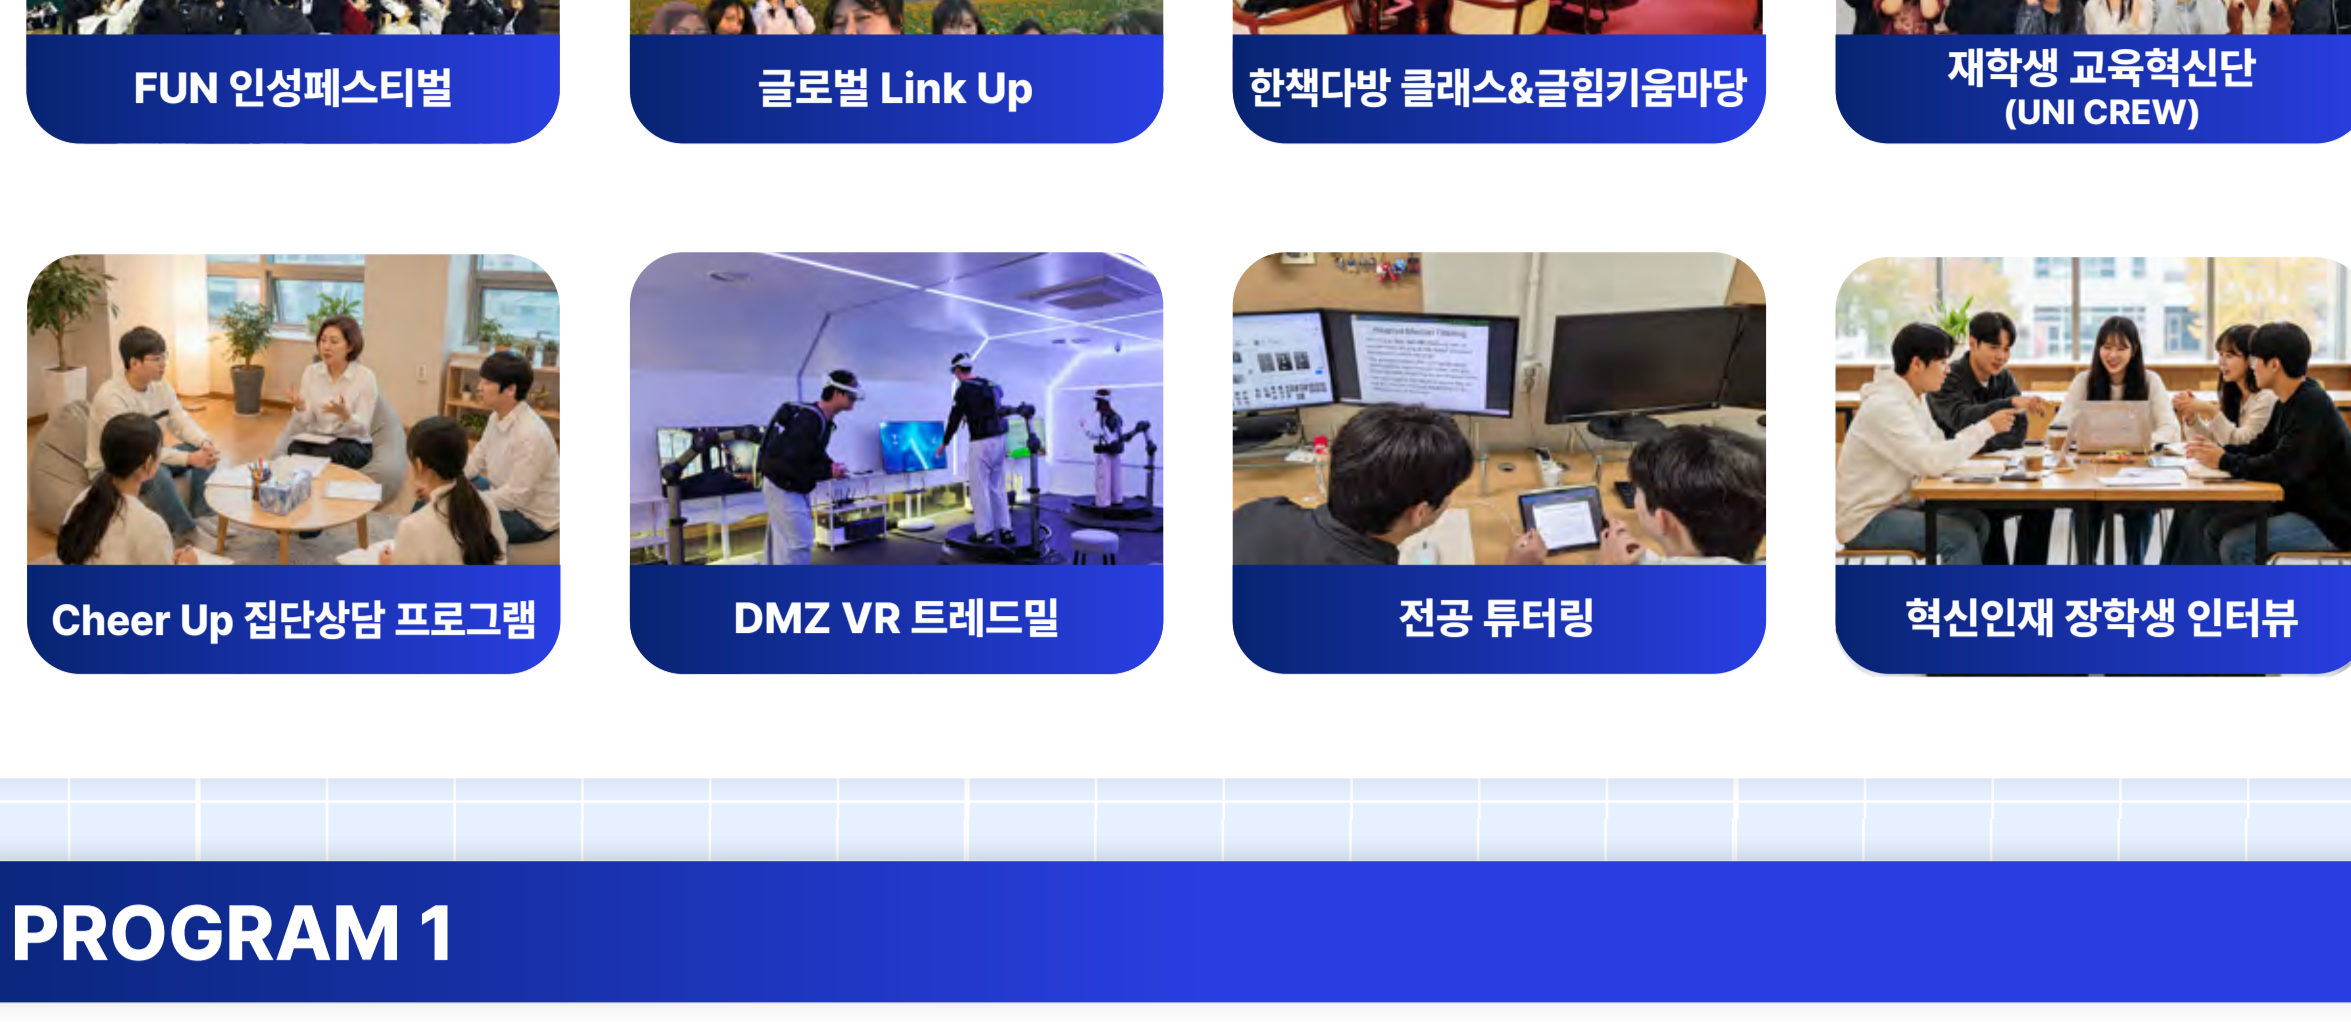 FUN 인성페스티벌
글로벌 Link Up
한책다방 클래스&글힘키움마당
재학생 교육혁신단
(UNI CREW)
Cheer Up 집단상담 프로그램
DMZ VR 트레드밀
전공 튜터링
혁신인재 장학생 인터뷰
PROGRAM 1